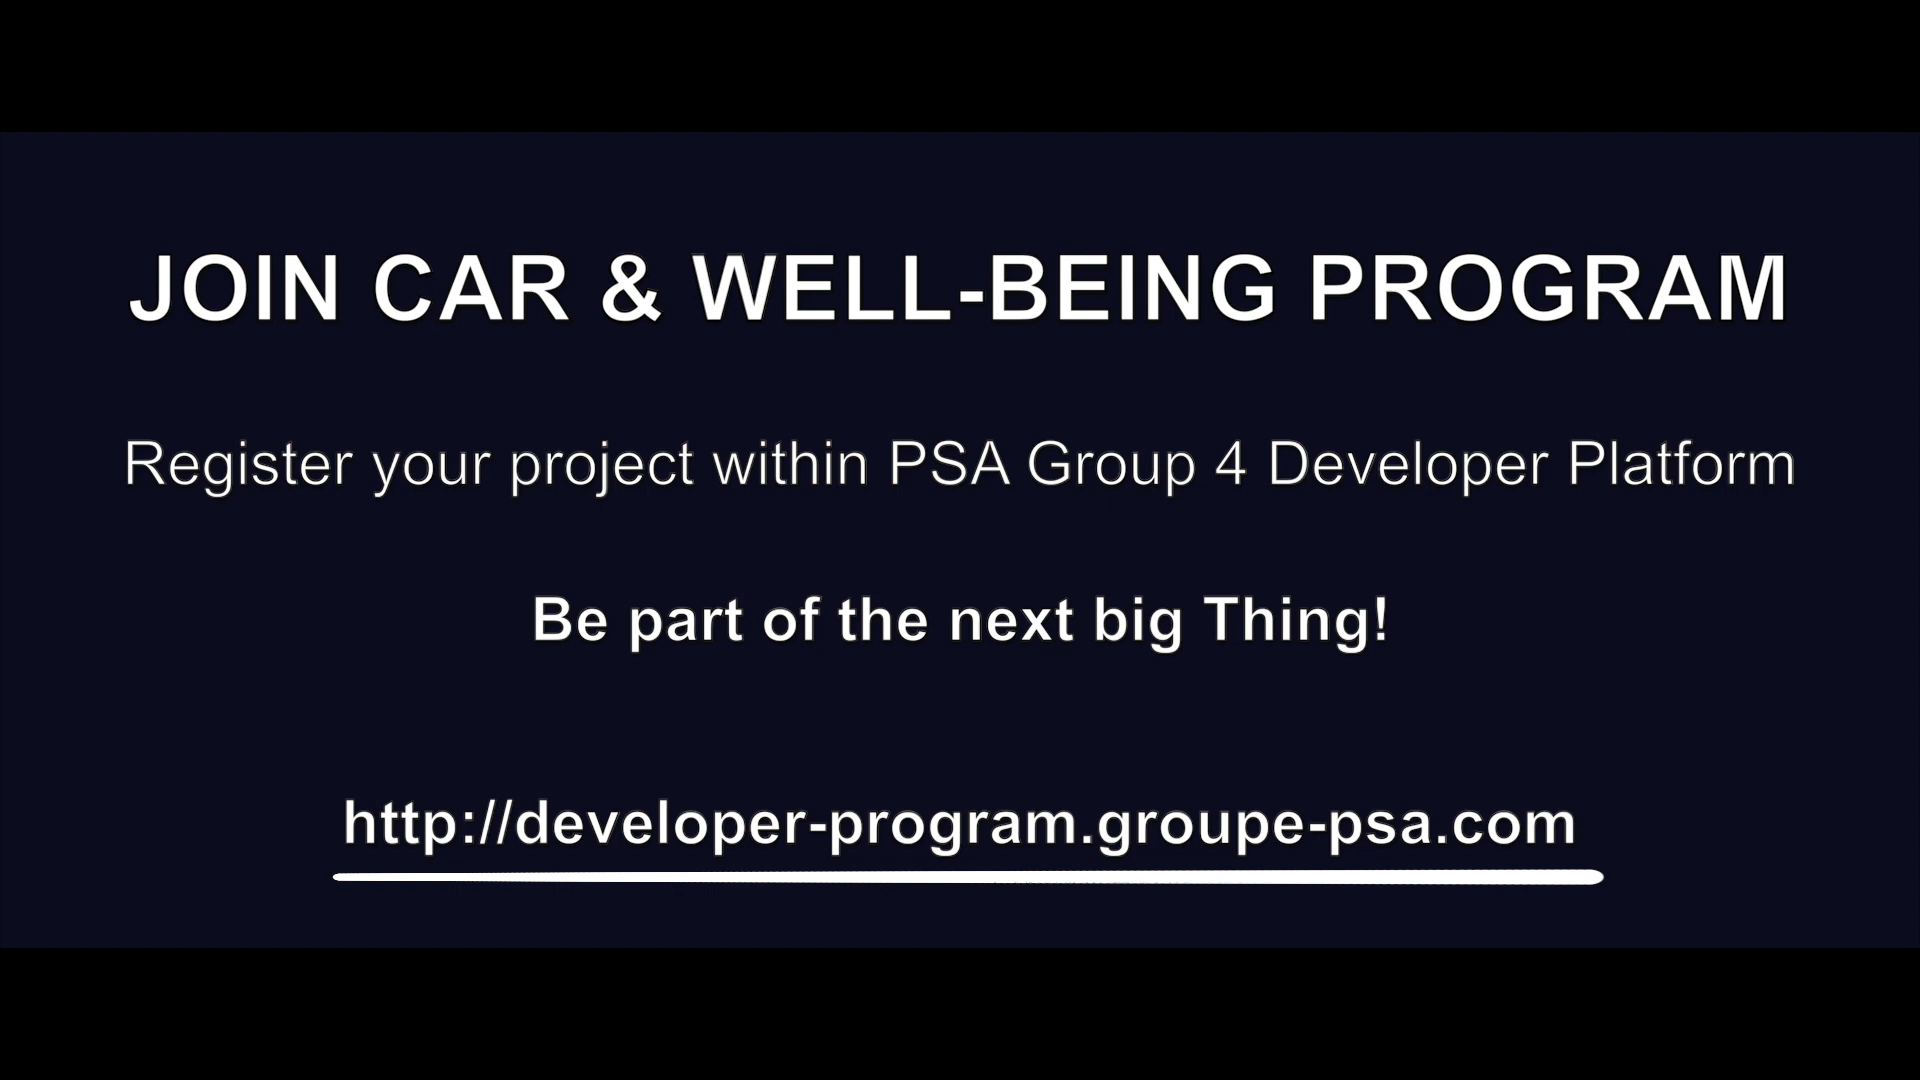 JOIN CAR & WELL-BEING PROGRAM
Register your project within PSA Group 4 Developer Platform
Be part of the next big Thing!
http://developer-program.groupe-psa.com